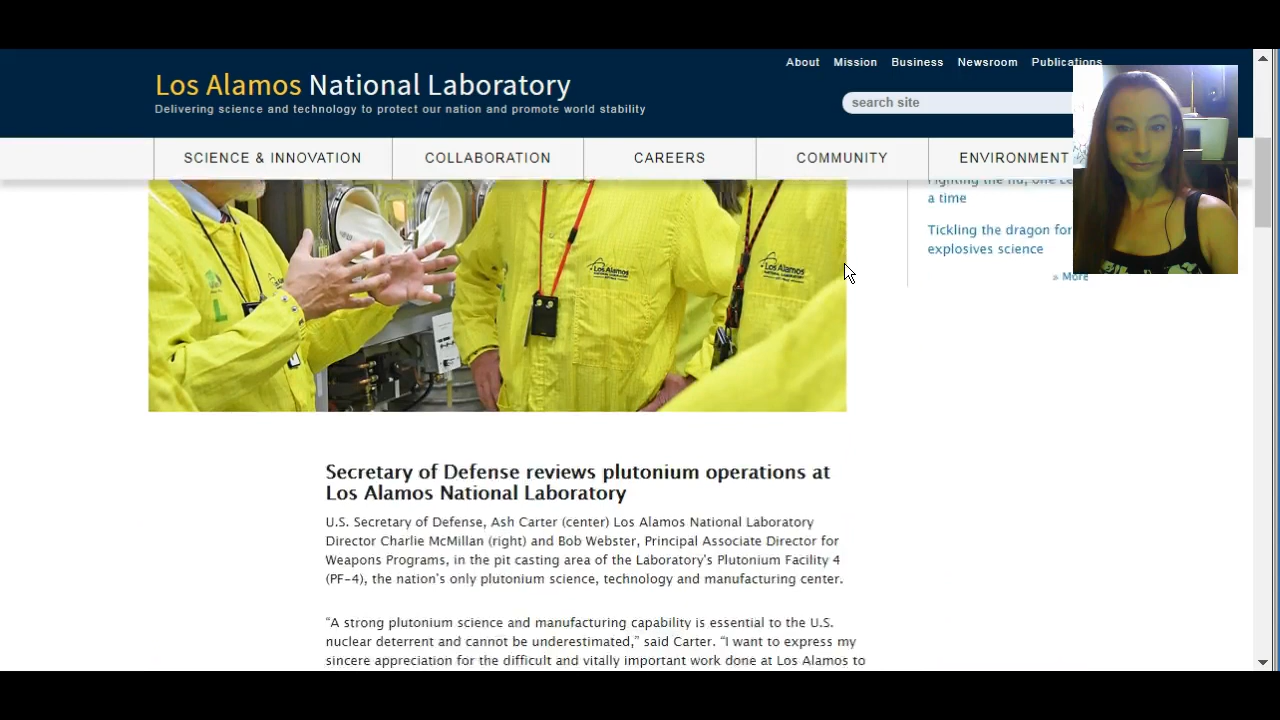 About Mission Business Newsroom Publications
Los Alamos National Laboratory
Delivering science and technology to protect our nation and promote world stability
search site
SCIENCE & INNOVATION COLLABORATION CAREERS COMMUNITY ENVIRONMENT
Fighting the flu, one
a time
Tickling the dragon for
explosives science
» More
Los Alamos
Los Alamos
Secretary of Defense reviews plutonium operations at
Los Alamos National Laboratory
U.S. Secretary of Defense, Ash Carter (center) Los Alamos National Laboratory
Director Charlie McMillan (right) and Bob Webster, Principal Associate Director for
Weapons Programs, in the pit casting area of the Laboratory's Plutonium Facility 4
(PF-4), the nation's only plutonium science, technology and manufacturing center.
"A strong plutonium science and manufacturing capability is essential to the U.S.
nuclear deterrent and cannot be underestimated," said Carter. "I want to express my
sincere appreciation for the difficult and vitally important work done at Los Alamos to